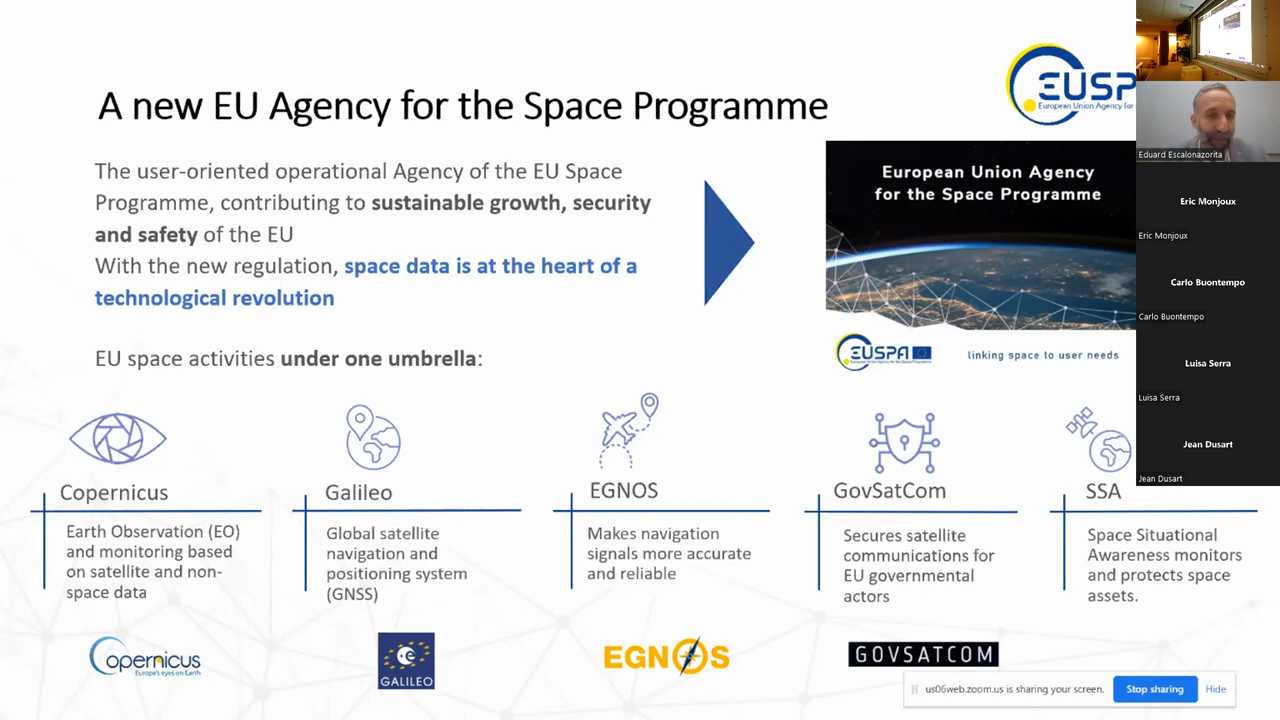 A new EU Agency for the Space Programme
EUSPA
European Union Agency for
The user-oriented operational Agency of the EU Space
Programme, contributing to sustainable growth, security
and safety of the EU
With the new regulation, space data is at the heart of a
technological revolution
EU space activities under one umbrella:
European Union Agency
for the Space Programme
EUSPA
linking space to user needs
Copernicus
Earth Observation (EO)
and monitoring based
on satellite and non-
space data
Galileo
Global satellite
navigation and
positioning system
(GNSS)
EGNOS
Makes navigation
signals more accurate
and reliable
GovSatCom
Secures satellite
communications for
EU governmental
actors
SSA
Space Situational
Awareness monitors
and protects space
assets.
opernicus
Europe's eyes on Earth
GALILEO
EGNOS
GOVSATCOM
us06web.zoom.us is sharing your screen.
Stop sharing
Hide
Eduard Escalonazorita
Eric Monjoux
Eric Monjoux
Carlo Buontempo
Carlo Buontempo
Luisa Serra
Luisa Serra
Jean Dusart
Jean Dusart